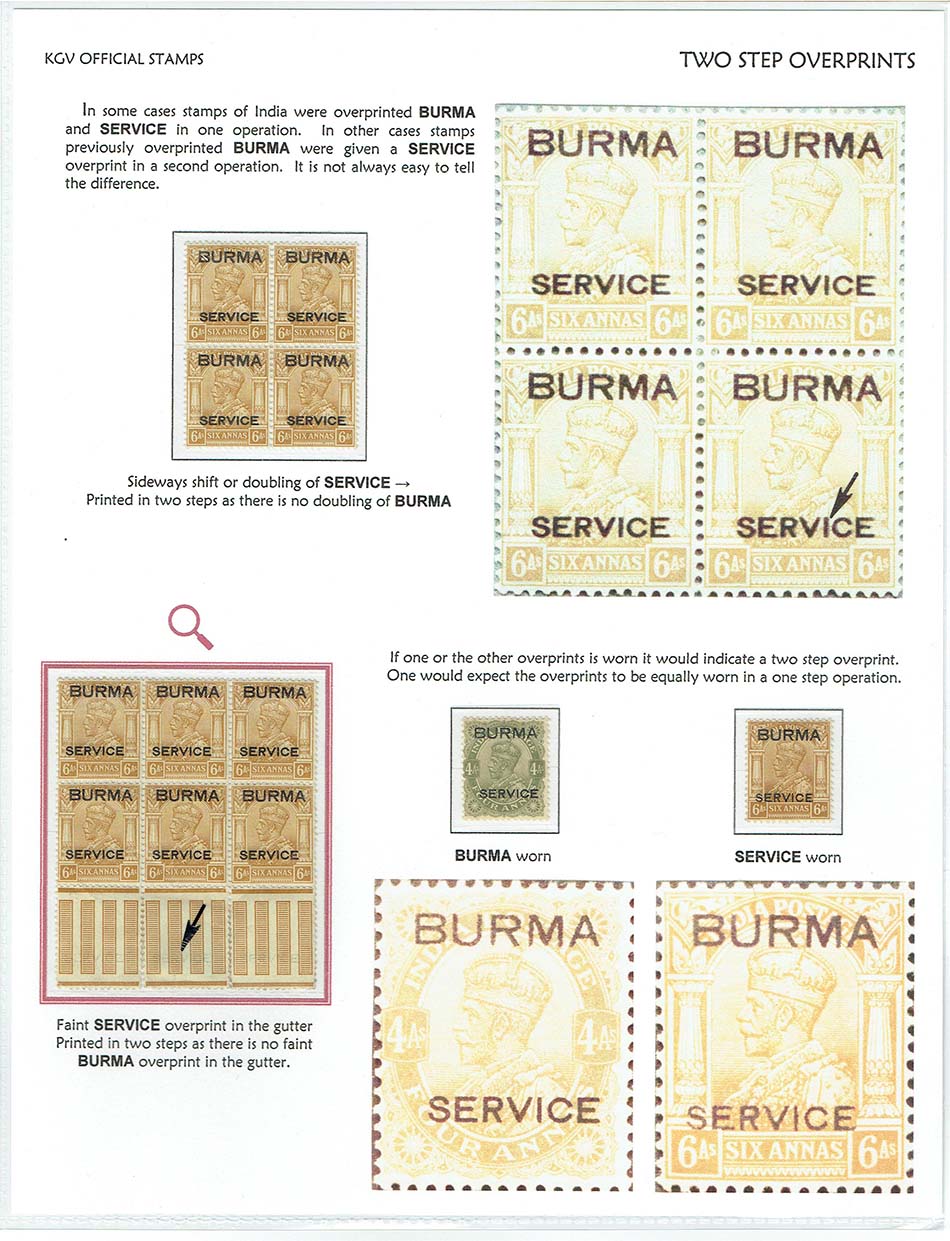 KGV OFFICIAL STAMPS
TWO STEP OVERPRINTS
In some cases stamps of India were overprinted BURMA
and SERVICE in one operation. In other cases stamps
previously overprinted BURMA were given a SERVICE
overprint in a second operation. It is not always easy to tell
the difference.
BURMA BURMA
SERVICE SERVICE
6As SIX ANNAS 6As 6As SIX ANNAS 6As
BURMA BURMA
SERVICE SERVICE
6As SIX ANNAS 6As 6As SIX ANNAS 6As
BURMA BURMA
SERVICE SERVICE
6As SIX ANNAS 6As 6As SIX ANNAS 6As
BURMA BURMA
SERVICE SERVICE
6As SIX ANNAS 6As 6As SIX ANNAS 6As
Sideways shift or doubling of SERVICE →
Printed in two steps as there is no doubling of BURMA
BURMA BURMA BURMA
SERVICE SERVICE SERVICE
6As SIX ANNAS 6As 6As SIX ANNAS 6As 6As SIX ANNAS 6As
BURMA BURMA BURMA
SERVICE SERVICE SERVICE
6As SIX ANNAS 6As 6As SIX ANNAS 6As 6As SIX ANNAS 6As
Faint SERVICE overprint in the gutter
Printed in two steps as there is no faint
BURMA overprint in the gutter.
If one or the other overprints is worn it would indicate a two step overprint.
One would expect the overprints to be equally worn in a one step operation.
BURMA
4As
SERVICE
BURMA worn
BURMA
SERVICE
6As SIX ANNAS 6As
SERVICE worn
BURMA
4As 4As
SERVICE
BURMA
SERVICE
6As SIX ANNAS 6As